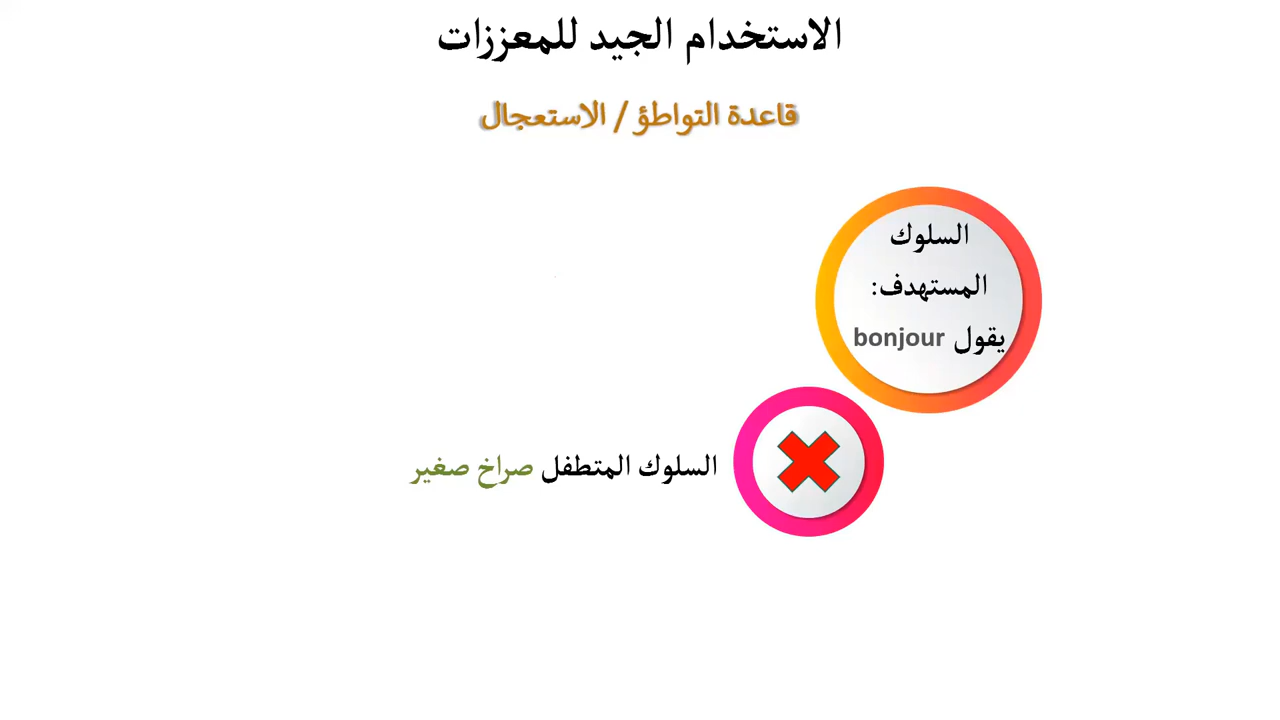 الاستخدام الجيد للمعززات
قاعدة التواطؤ / الاستعجال
السلوك
المستهدف:
يقول bonjour
السلوك المتطفل صراخ صغير